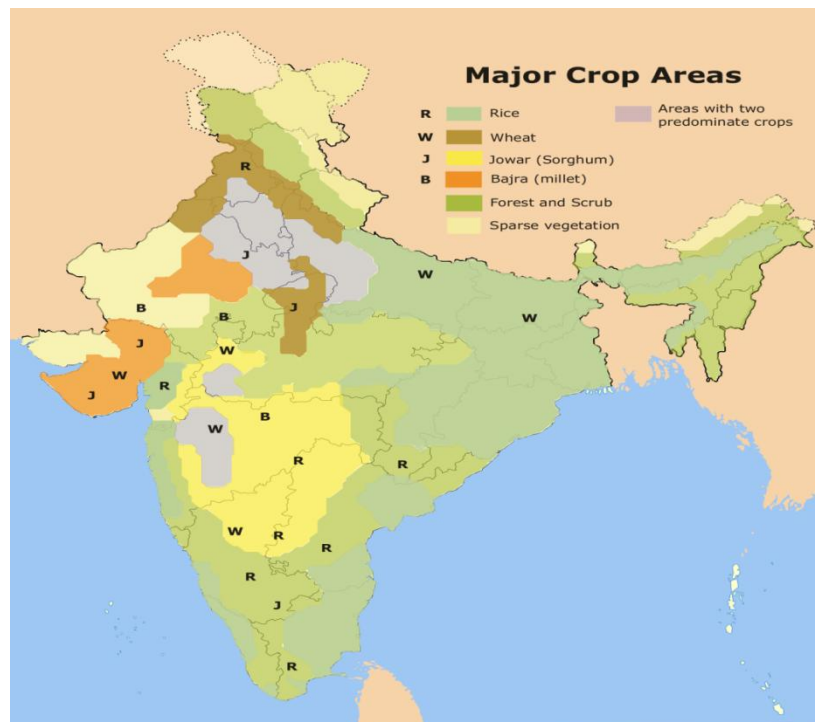 Major Crop Areas
R Rice
W Wheat
J Jowar (Sorghum)
B Bajra (millet)
Forest and Scrub
Sparse vegetation
Areas with two
predominate crops
R
J
W
B
B
J
W
J
J
W
W
R
J
B
W
R
R
W
R
R
R
J
R